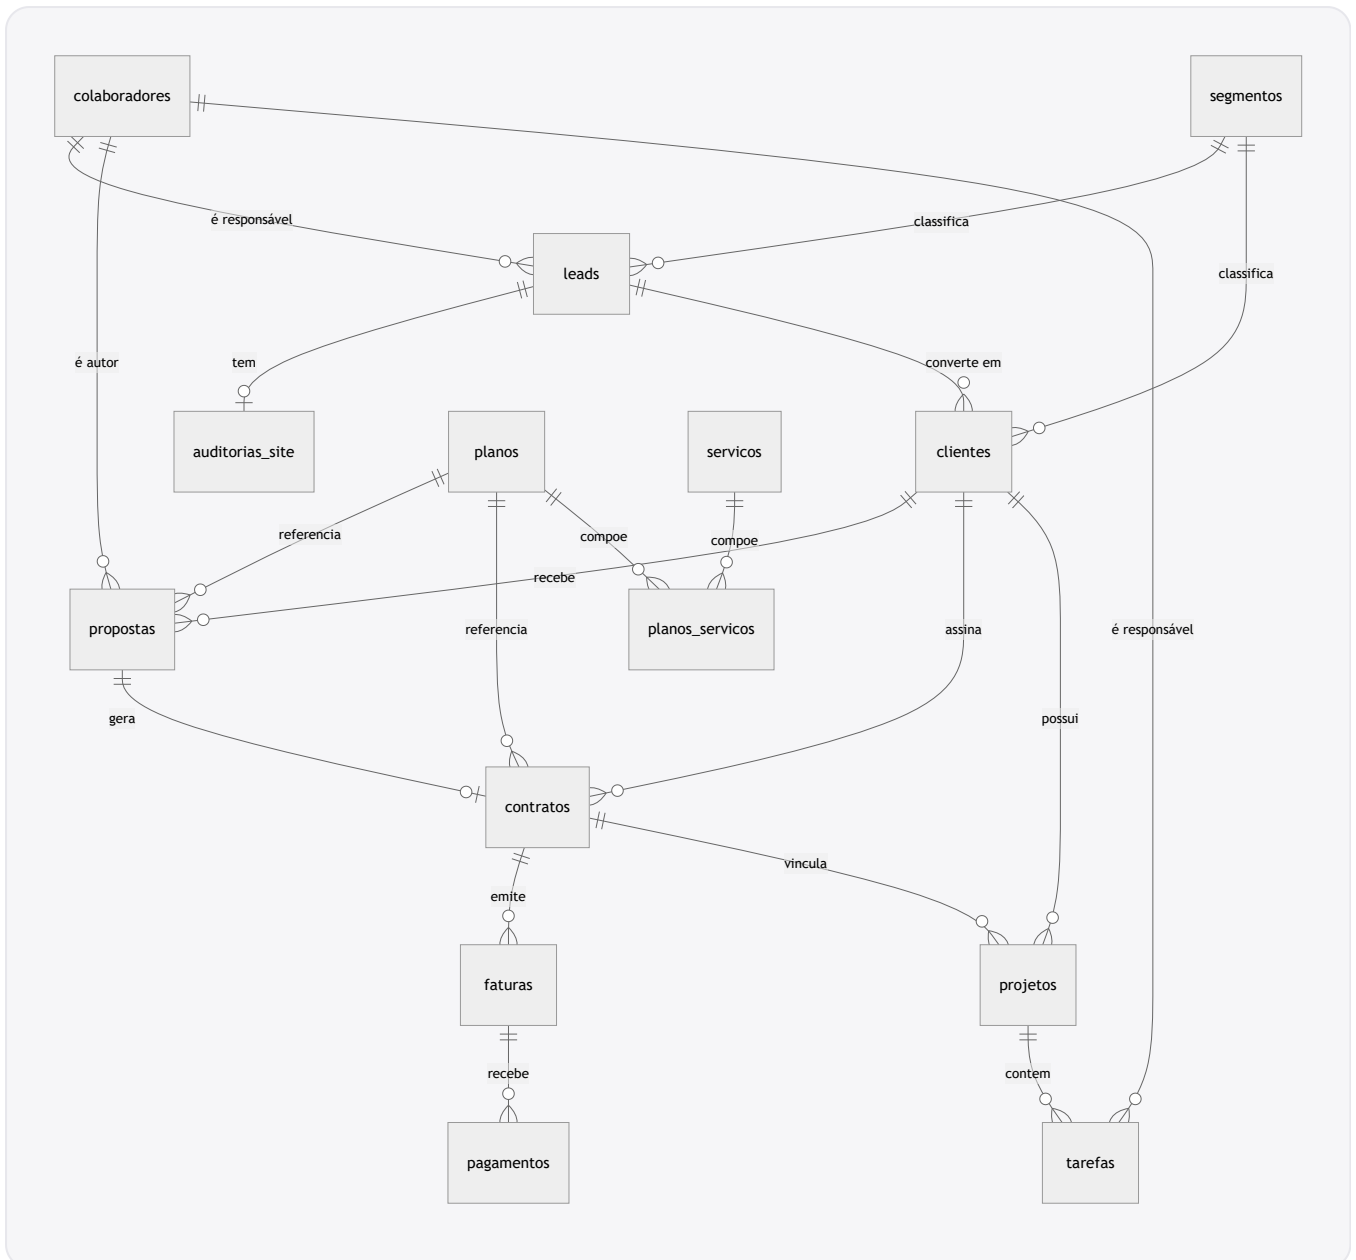 colaboradores
segmentos
é responsável
classifica
leads
classifica
é autor
tem
converte em
auditorias_site
planos
servicos
clientes
referencia
compoe
compoe
recebe
propostas
referencia
planos_servicos
assina
é responsável
gera
possui
contratos
vincula
emite
faturas
projetos
recebe
contem
pagamentos
tarefas